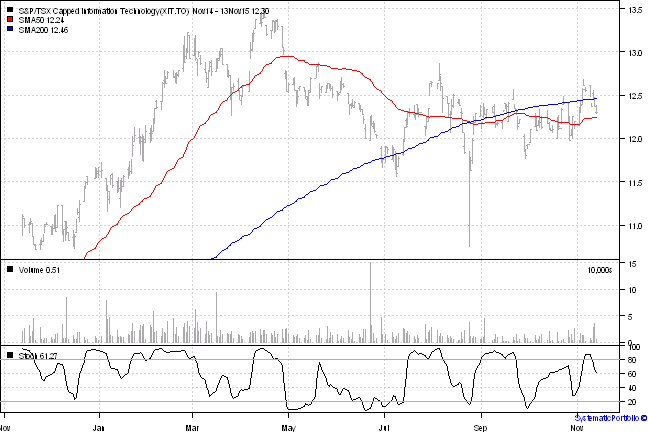 S&P/TSX Capped Information Technology(XIT.TO) Nov14 - 13Nov15 12.30
SMA50 12.24
SMA200 12.46
13.5
13.0
12.5
12.0
11.5
11.0
Volume 0.51
10,000s
15
10
5
0
Stoch 61.27
100
80
60
40
20
Nov Jan Mar May Jul Sep Nov
SystematicPortfolio ©